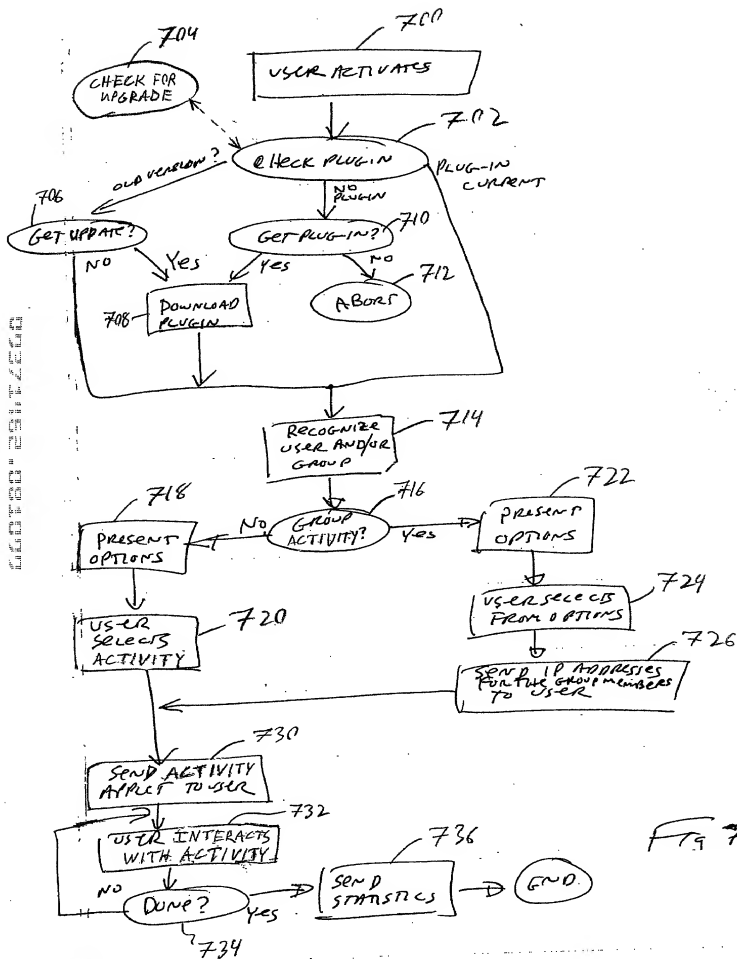 700
704
USER ACTIVATES
CHECK FOR
UPGRADE
702
CHECK PLUGIN
OLD VERSION?
PLUG-IN
CURRENT
NO
PLUGIN
706
710
GET UPDATE?
GET PLUG-IN?
NO
Yes
Yes
NO
712
708
DOWNLOAD
PLUGIN
ABORT
RECOGNIZE
USER AND/OR
GROUP
714
718
716
722
NO
GROUP
ACTIVITY?
Yes
PRESENT
OPTIONS
PRESENT
OPTIONS
724
USER SELECTS
FROM OPTIONS
USER
SELECTS
ACTIVITY
720
726
SEND IP ADDRESSES
FOR THE GROUP MEMBERS
TO USER
730
SEND ACTIVITY
APPLET TO USER
732
USER INTERACTS
WITH ACTIVITY
736
Fig 7
NO
DONE?
Yes
SEND
STATISTICS
END
734